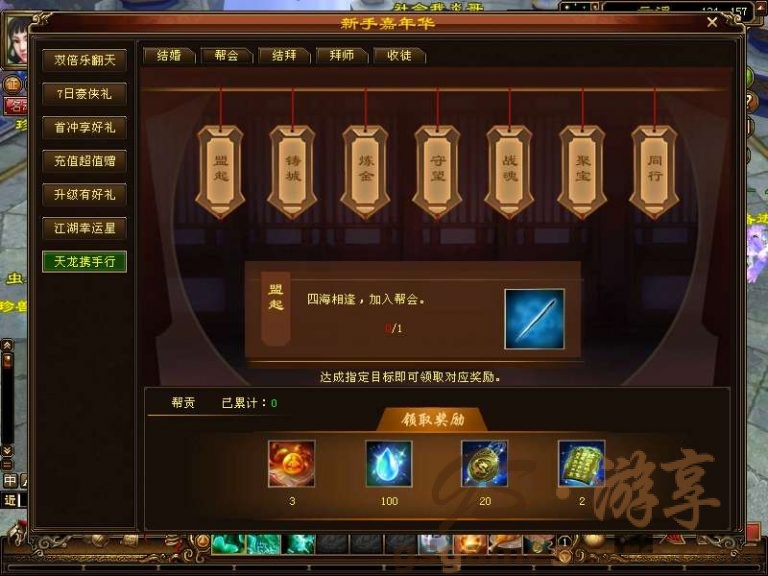 新手嘉年华
双倍乐翻天
7日豪侠礼
首冲享好礼
充值超值赠
升级有好礼
江湖幸运星
天龙携手行
结婚 帮会 结拜 拜师 收徒
盟起 铸城 炼金 守望 战魂 聚宝 同行
盟起
四海相逢，加入帮会。
0/1
达成指定目标即可领取对应奖励。
帮贡 已累计：0
领取奖励
3 100 20 2
游享